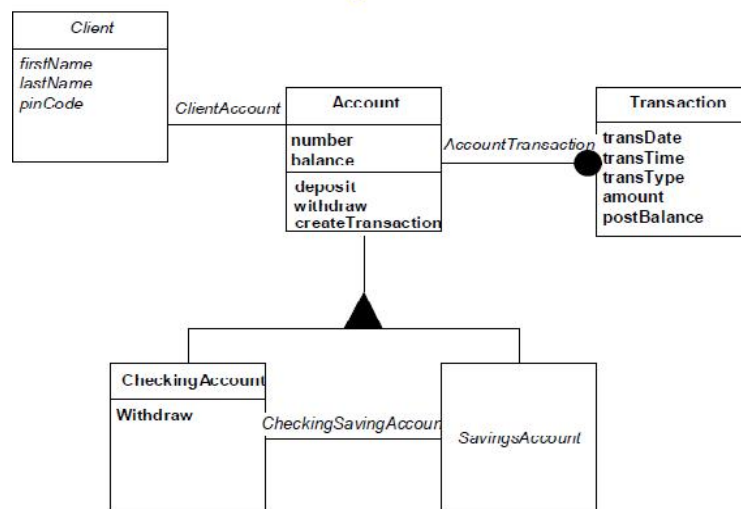 Client
firstName
lastName
pinCode
ClientAccount
Account
number
balance
deposit
withdraw
createTransaction
AccountTransaction
Transaction
transDate
transTime
transType
amount
postBalance
CheckingAccount
Withdraw
CheckingSavingAccoun
SavingsAccount